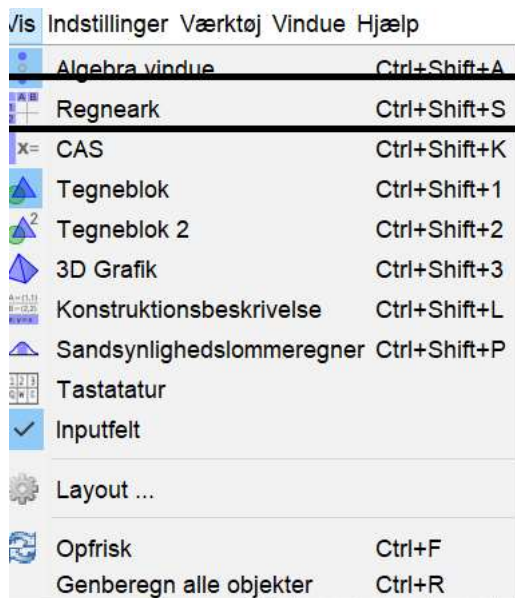 Vis Indstillinger Værktøj Vindue Hjælp
Algebra vindue Ctrl+Shift+A
Regneark Ctrl+Shift+S
x= CAS Ctrl+Shift+K
Tegneblok Ctrl+Shift+1
2 Tegneblok 2 Ctrl+Shift+2
3D Grafik Ctrl+Shift+3
Konstruktionsbeskrivelse Ctrl+Shift+L
Sandsynlighedslommeregner Ctrl+Shift+P
Tastatatur
Inputfelt
Layout ...
Opfrisk Ctrl+F
Genberegn alle objekter Ctrl+R